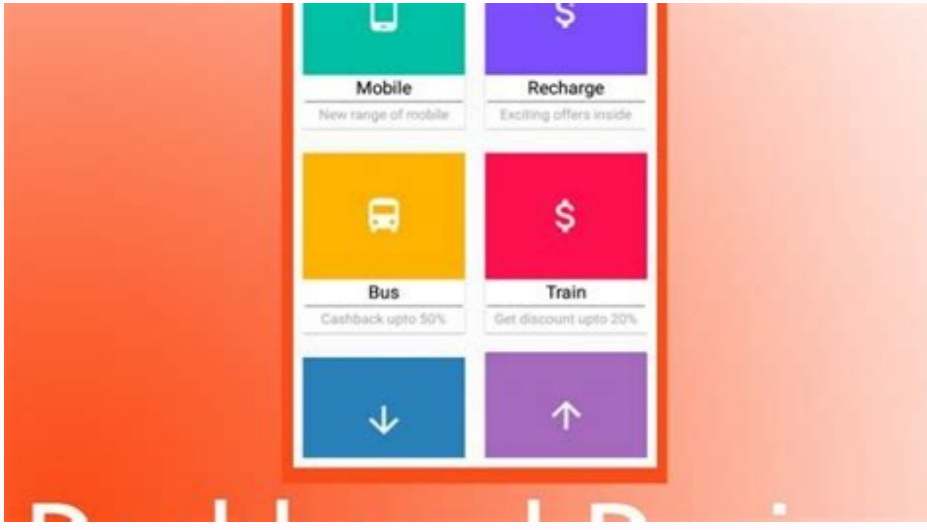 Mobile
New range of mobile
Recharge
Exciting offers inside
Bus
Cashback upto 50%
Train
Get discount upto 20%